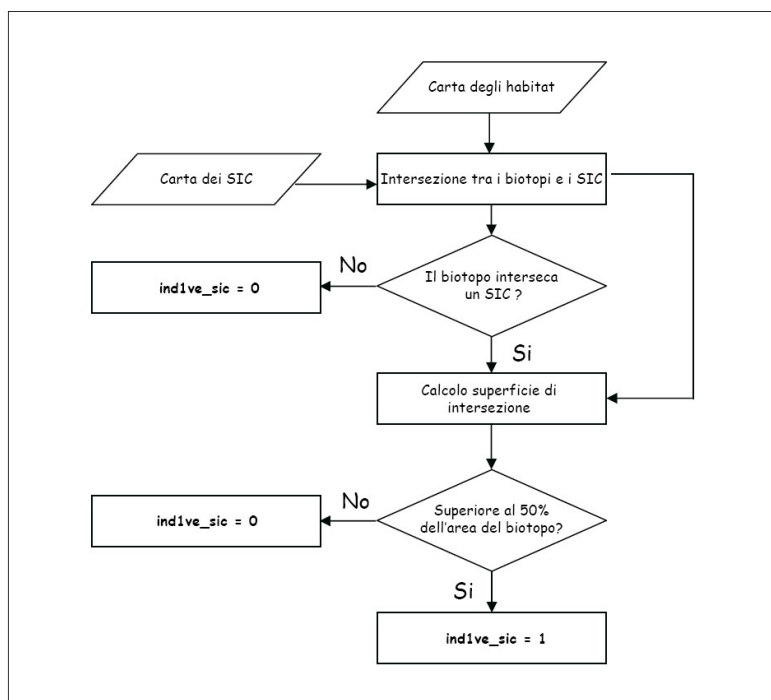 Carta degli habitat
Carta dei SIC
Intersezione tra i biotopi e i SIC
No
Il biotopo interseca
un SIC ?
ind1ve_sic = 0
Si
Calcolo superficie di
intersezione
No
Superiore al 50%
dell'area del biotopo?
ind1ve_sic = 0
Si
ind1ve_sic = 1